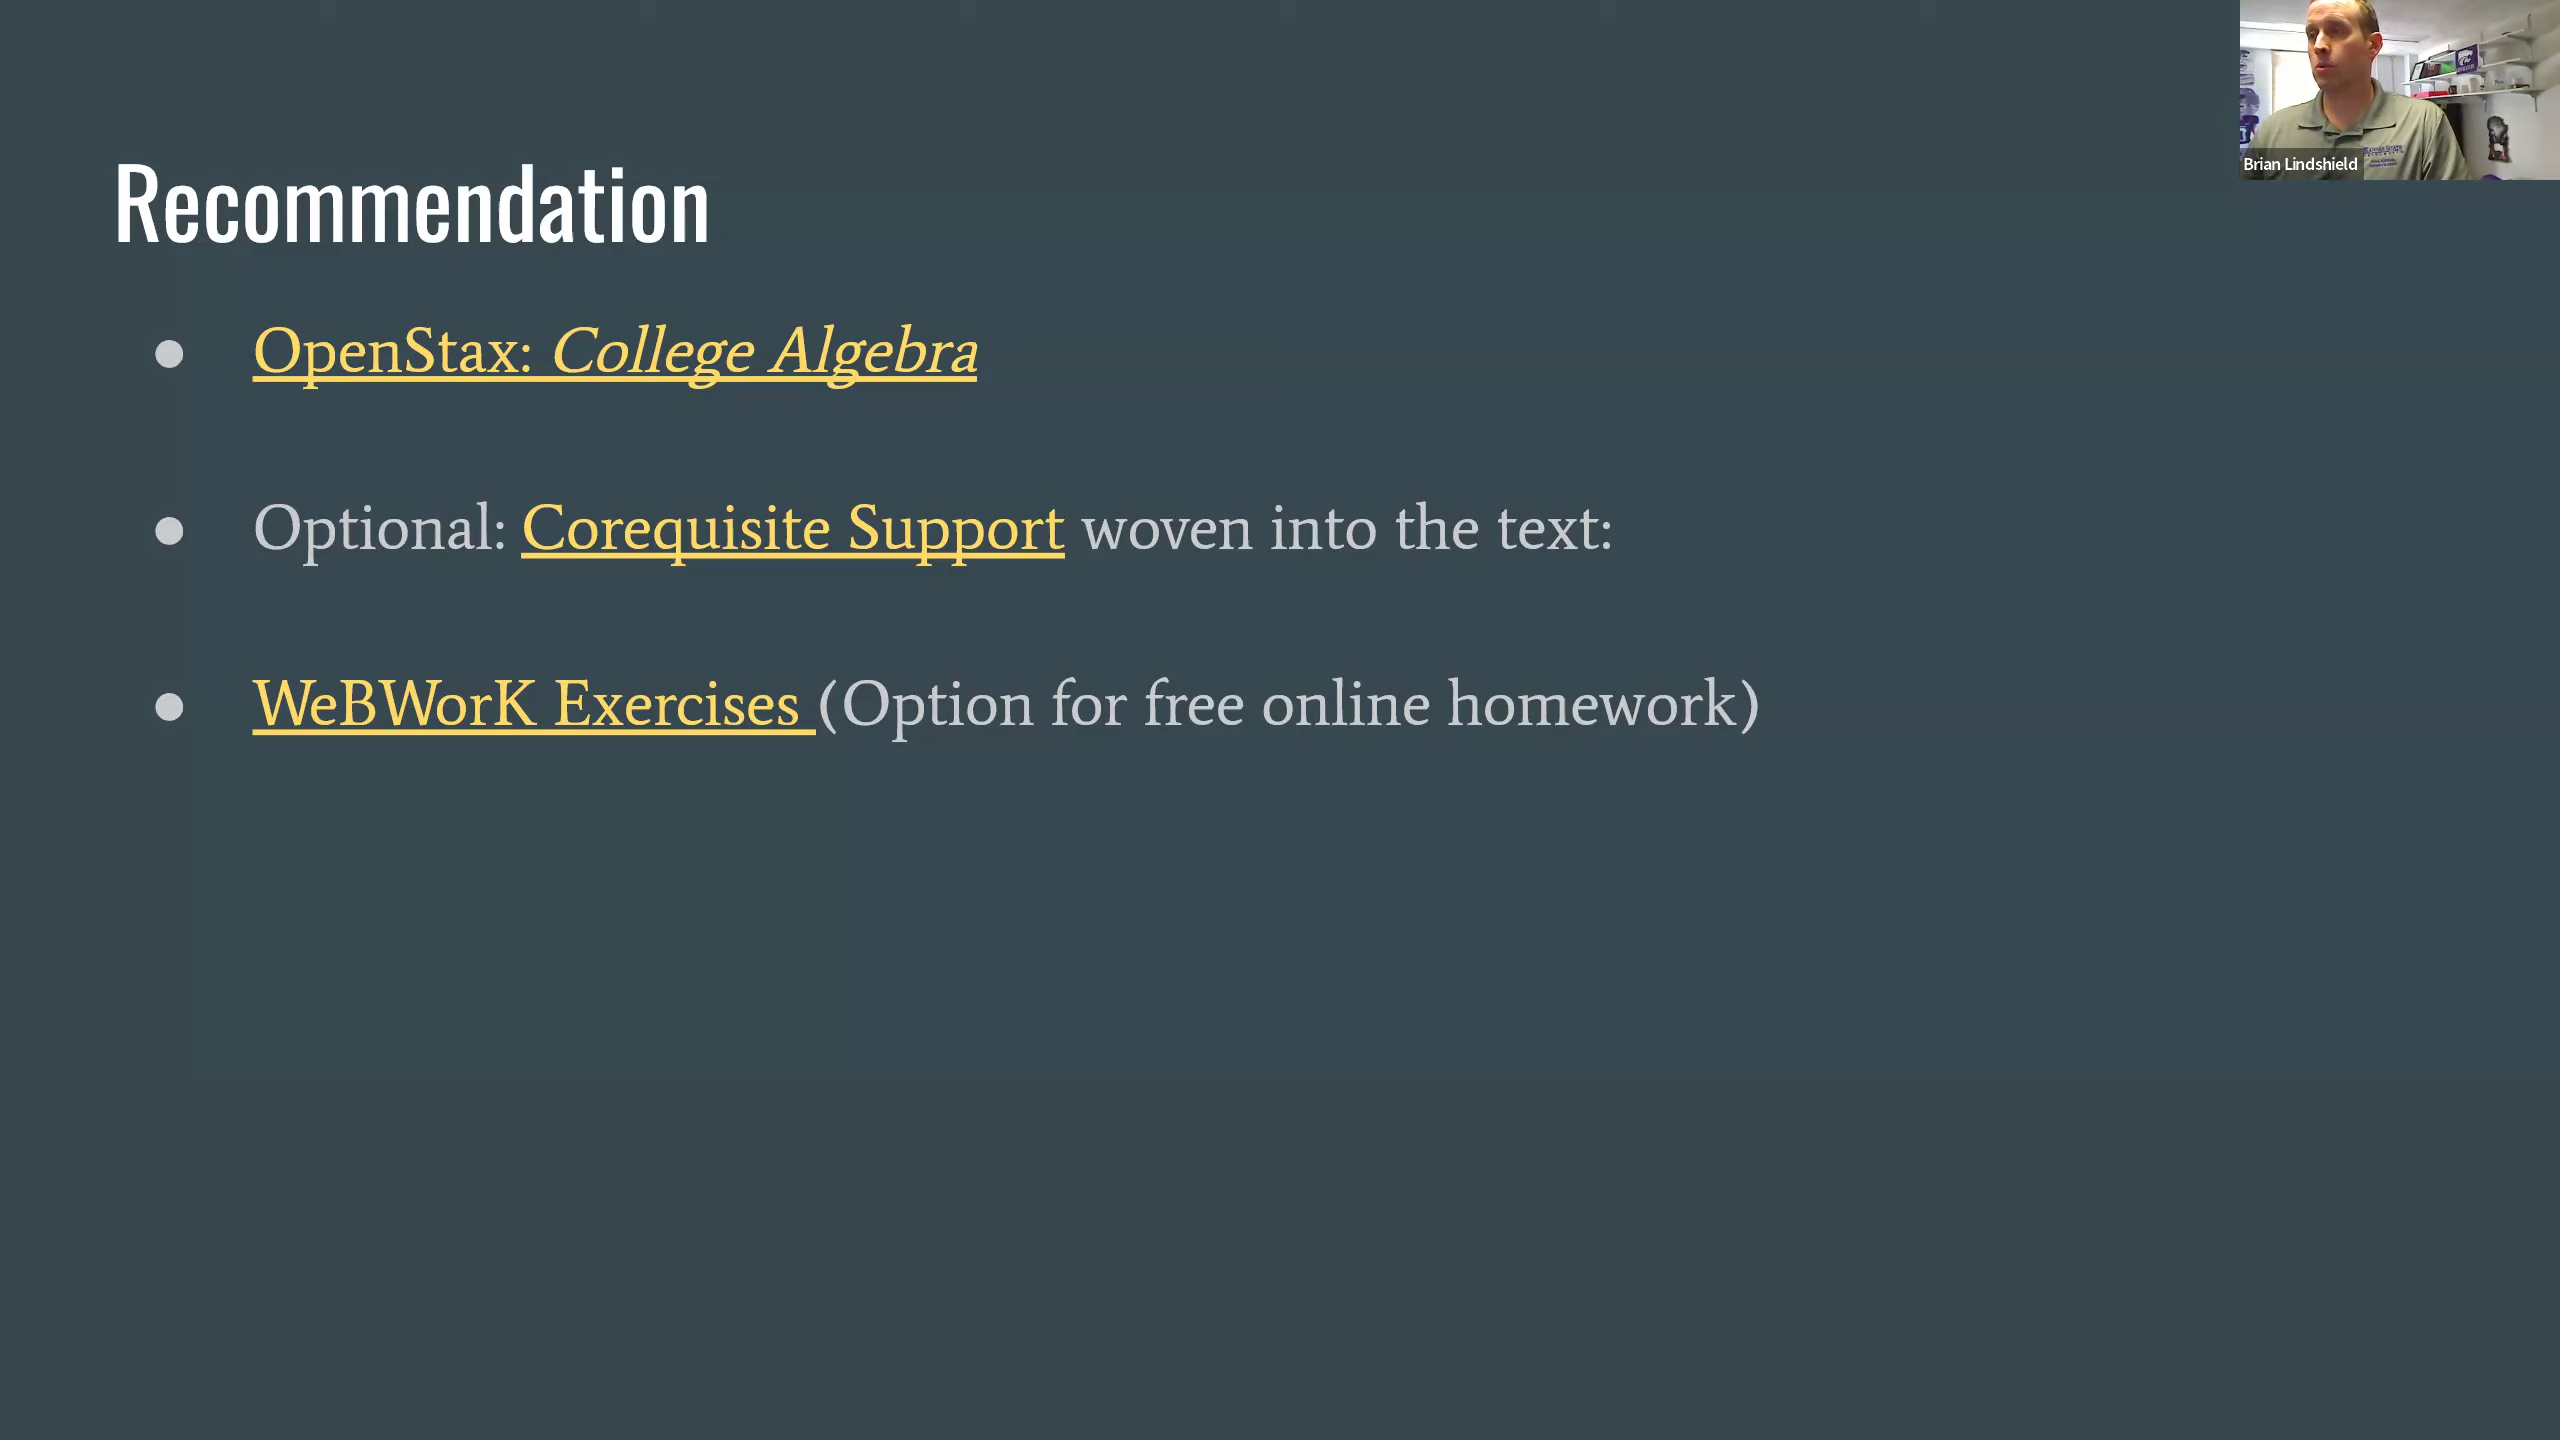 Recommendation
OpenStax: College Algebra
Optional: Corequisite Support woven into the text:
WeBWorK Exercises (Option for free online homework)
Brian Lindshield